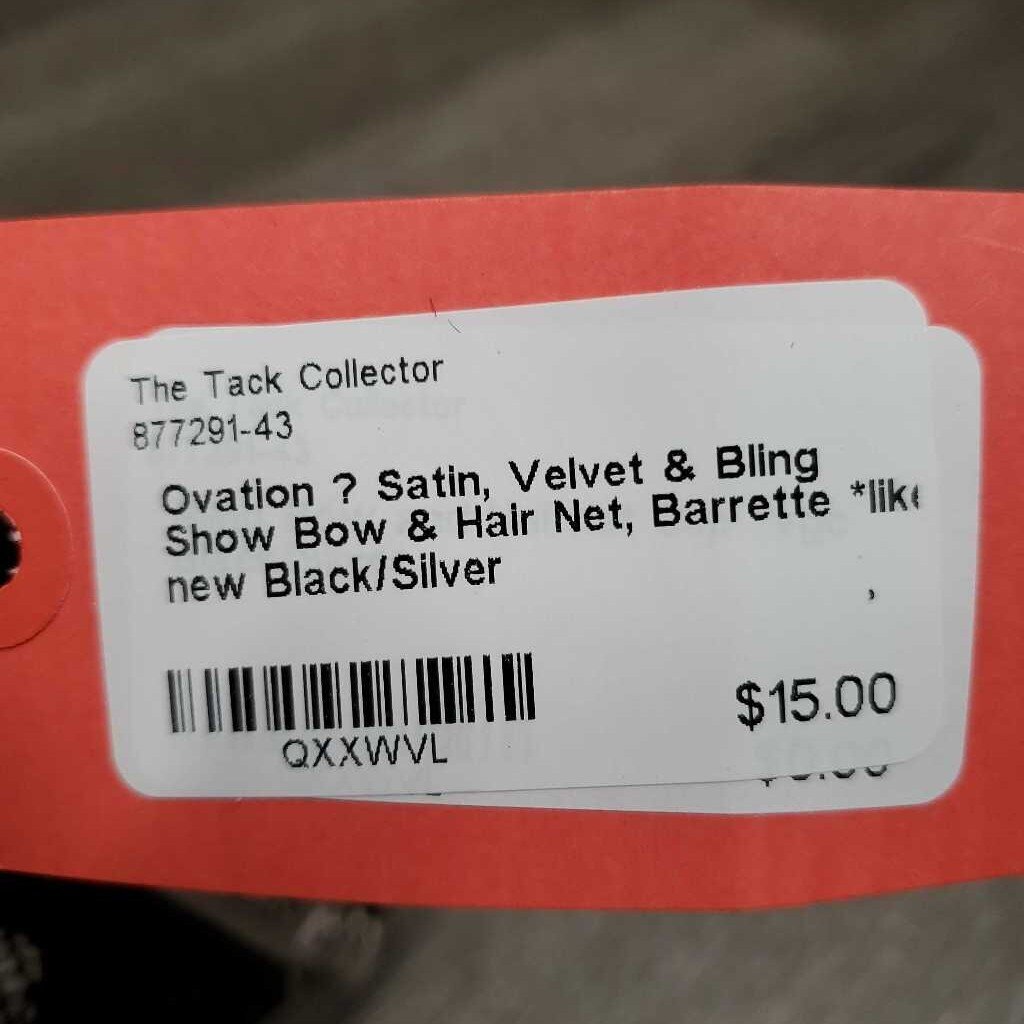 The Tack Collector
877291-43
Ovation ? Satin, Velvet & Bling
Show Bow & Hair Net, Barrette *like
new Black/Silver
,
QXXWVL
$15.00